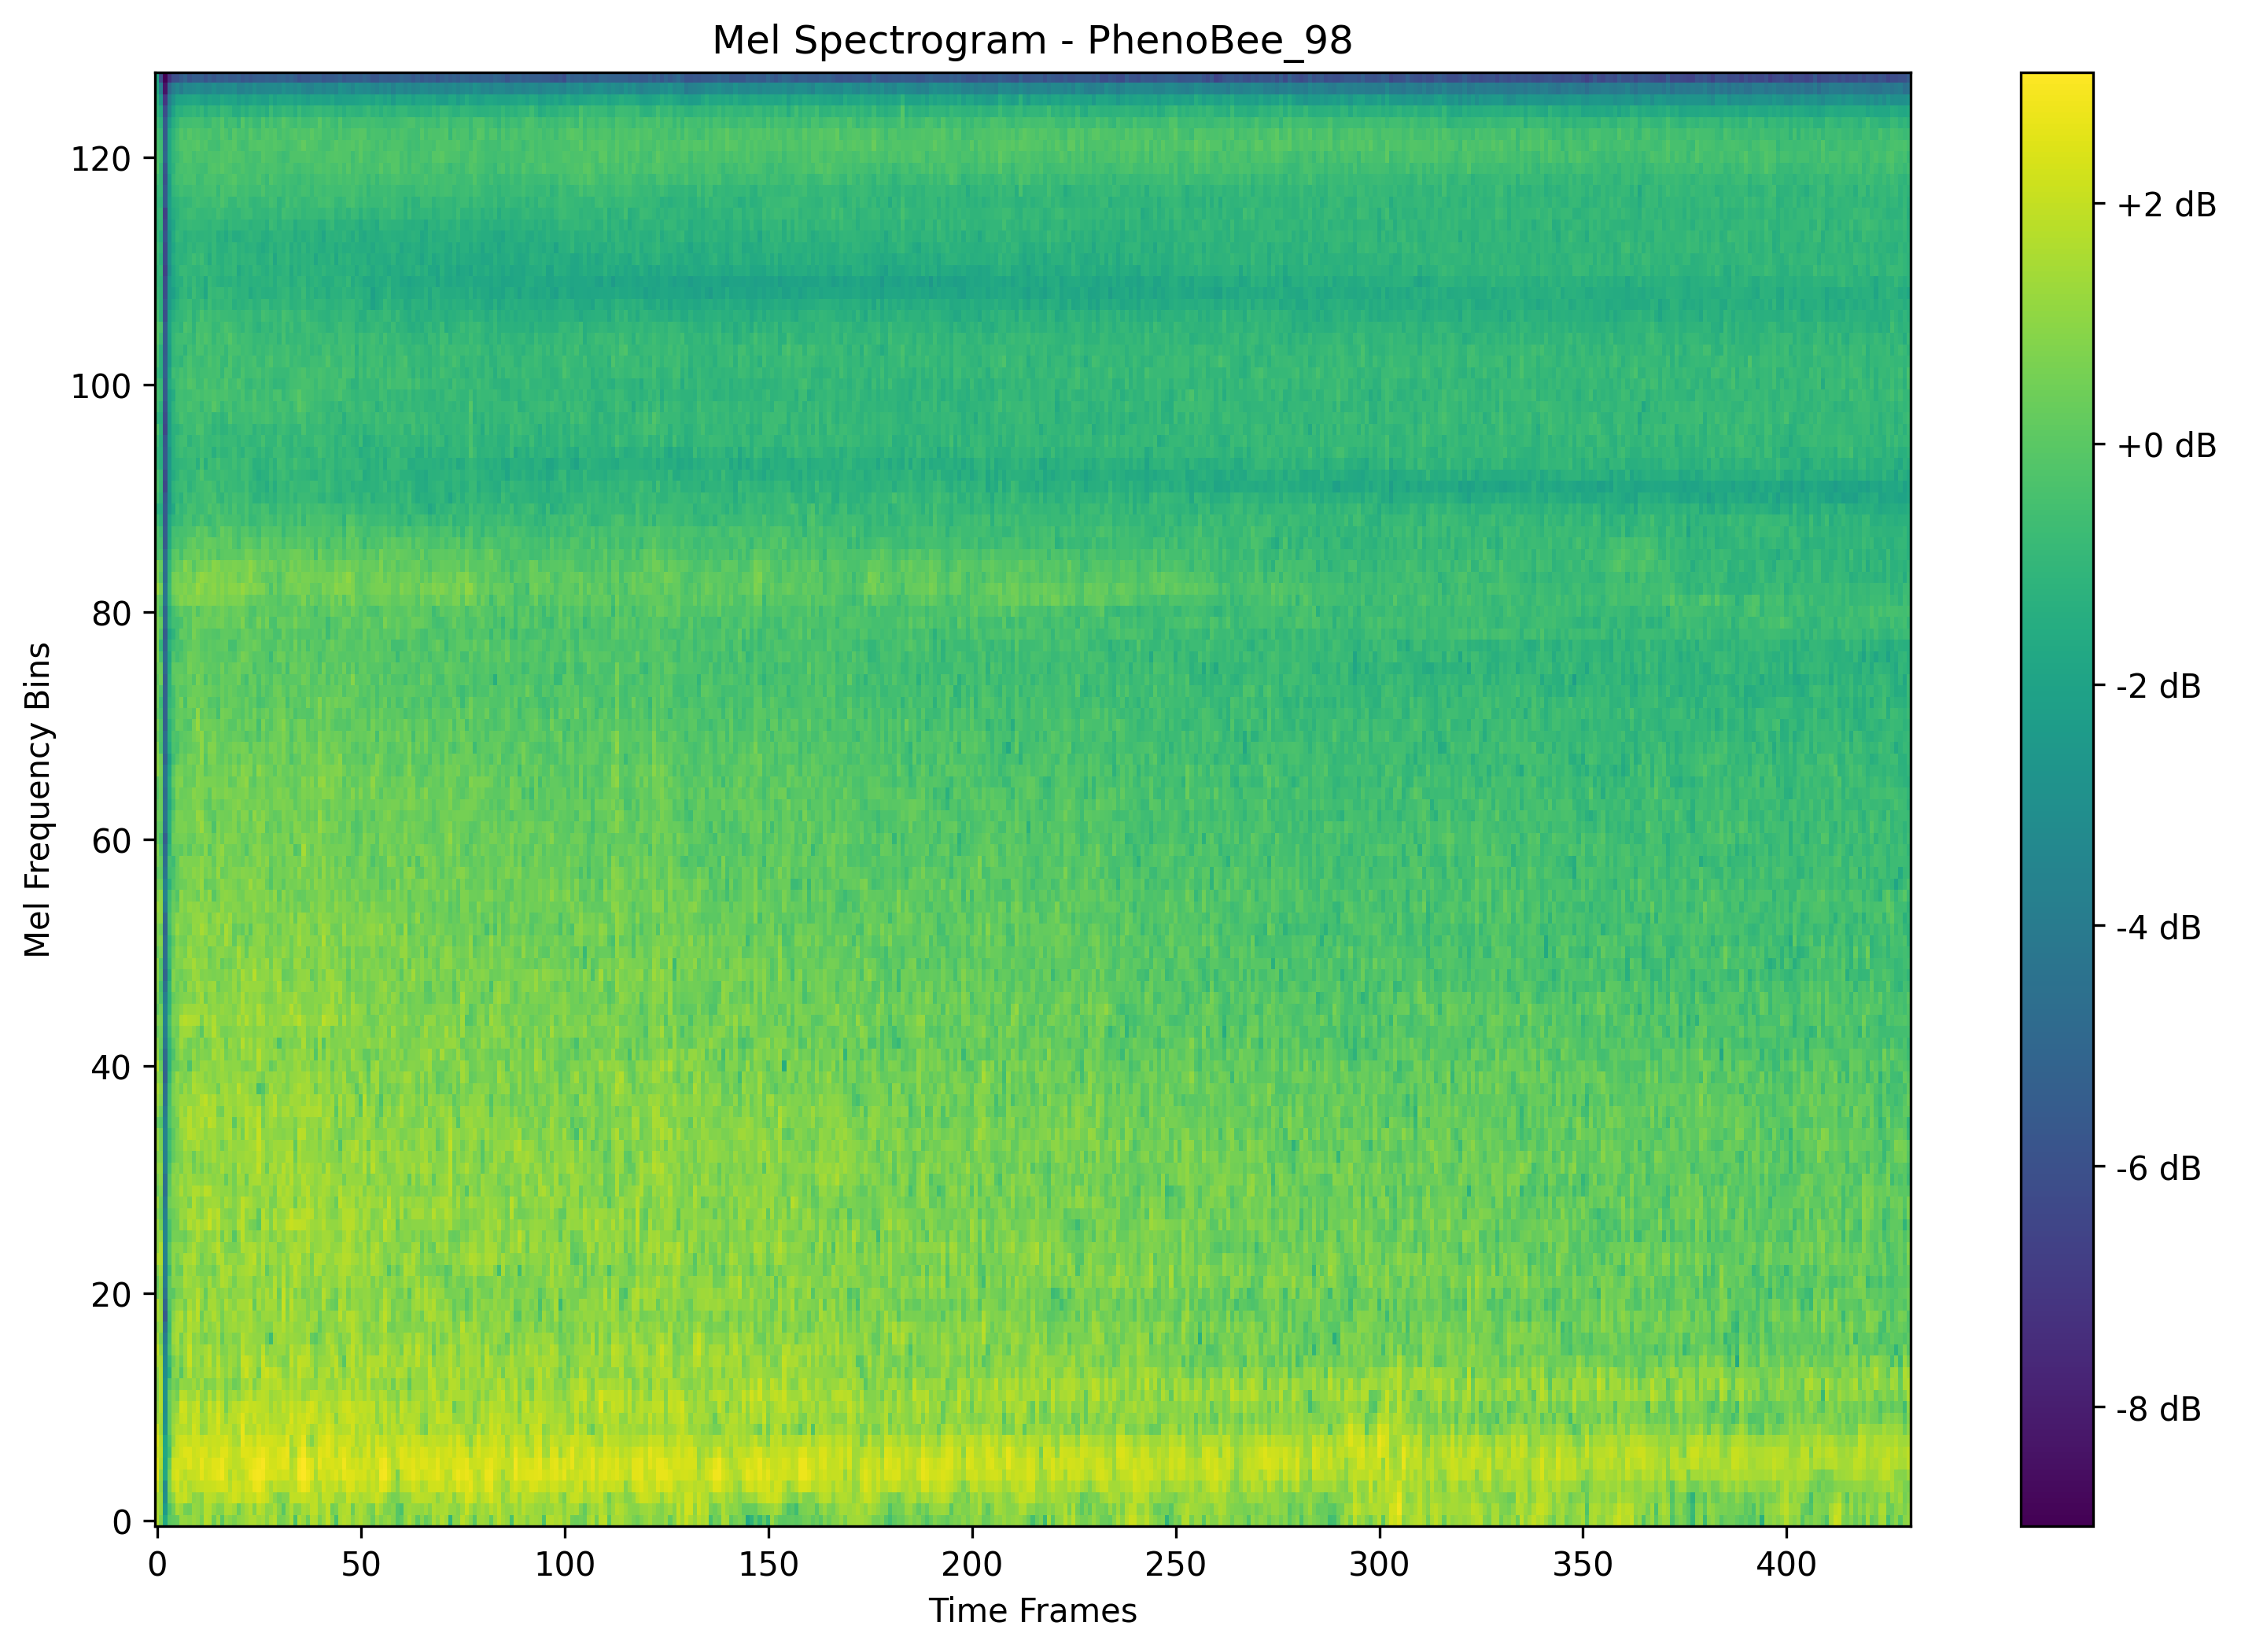 Mel Spectrogram - PhenoBee_98
Mel Frequency Bins
120
100
80
60
40
20
0
0 50 100 150 200 250 300 350 400
Time Frames
+2 dB
+0 dB
-2 dB
-4 dB
-6 dB
-8 dB